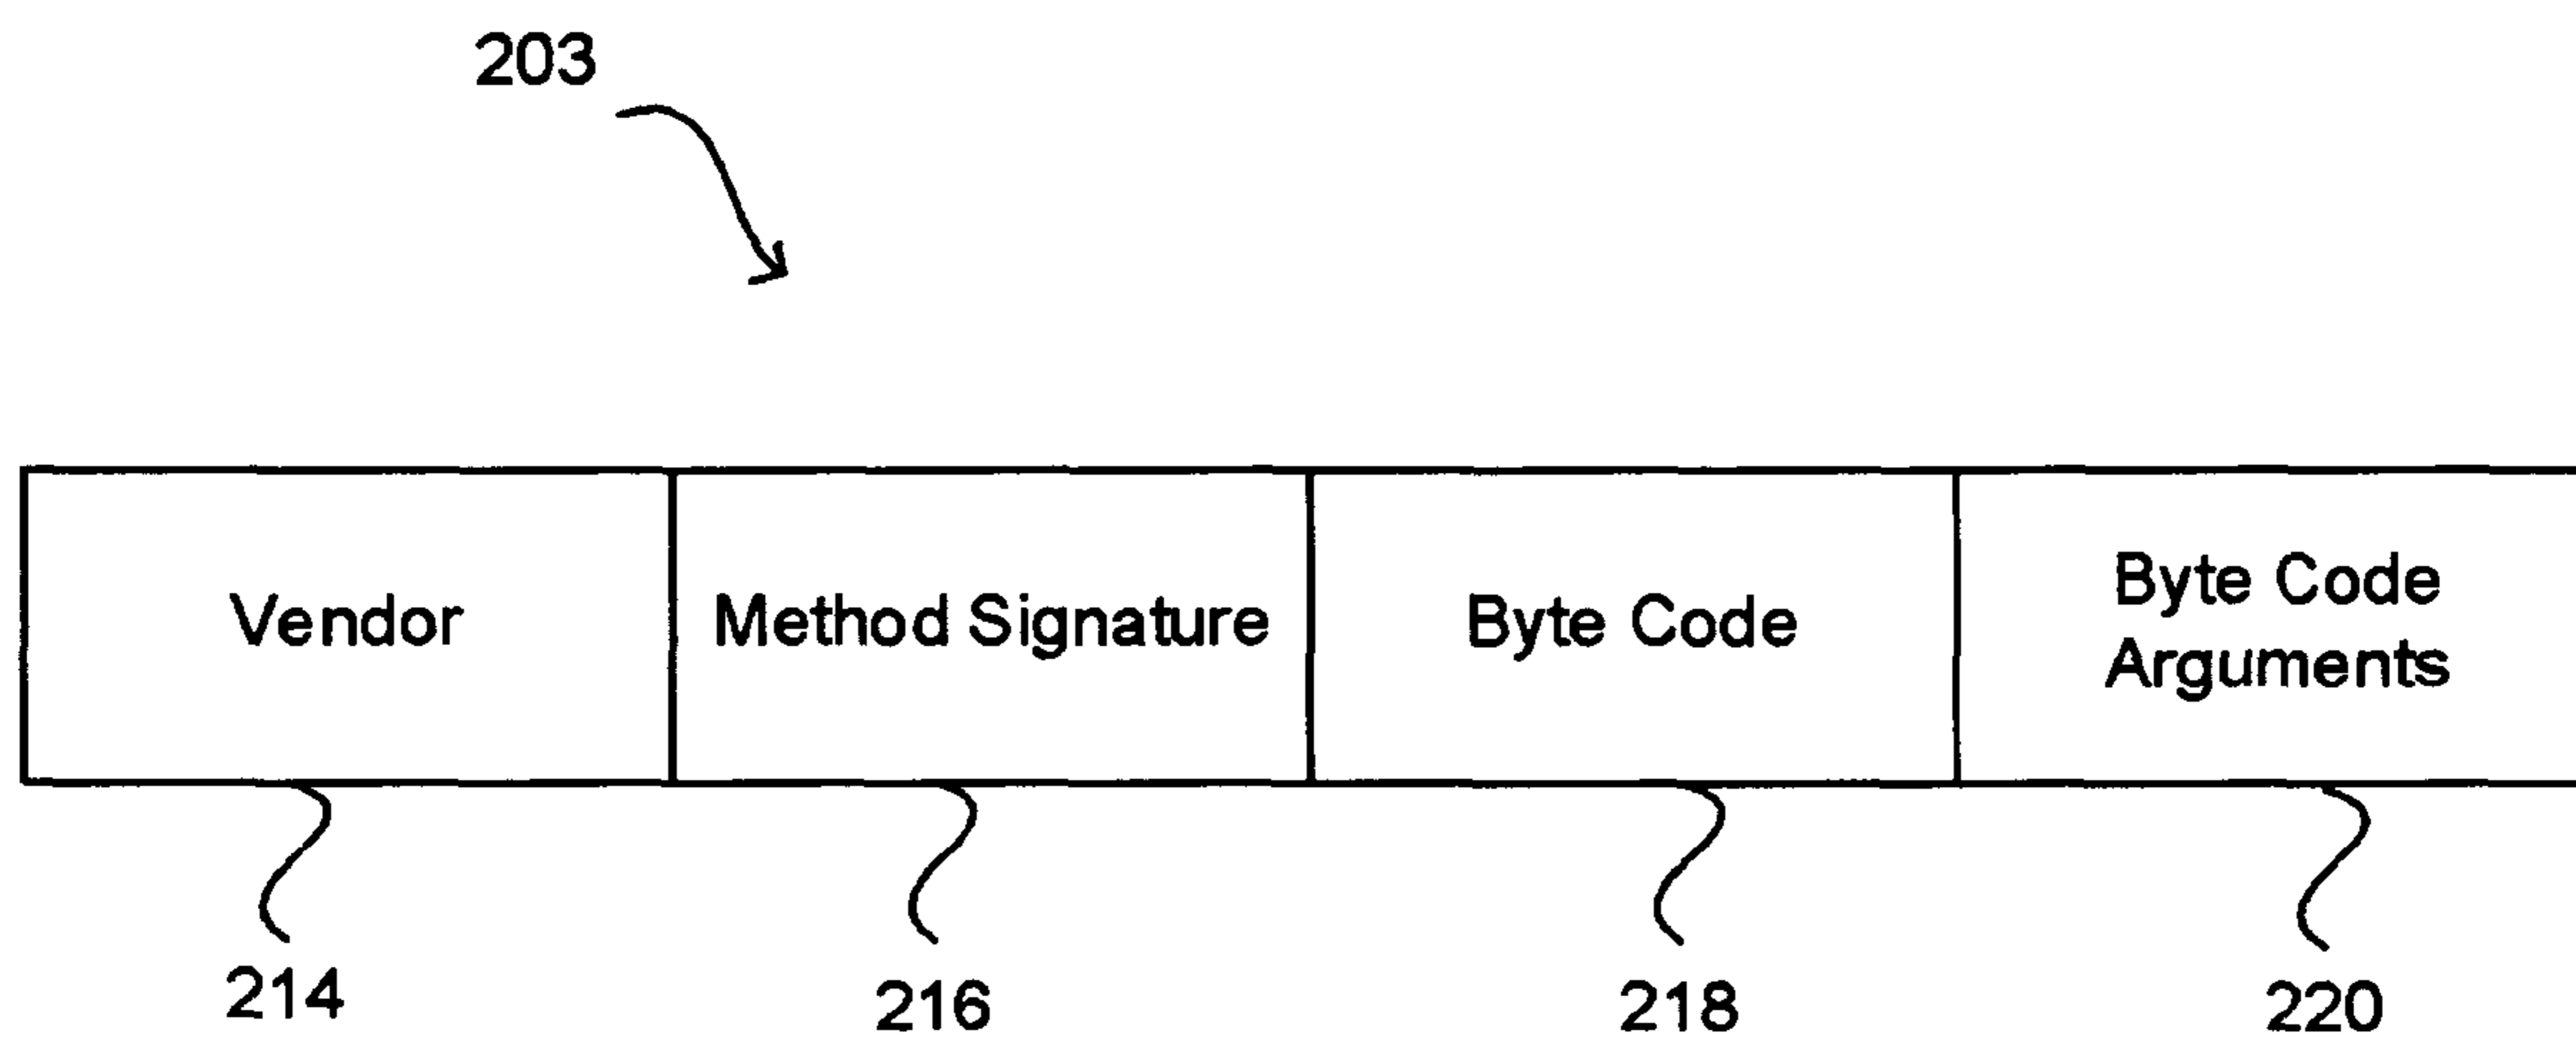 203
Vendor
Method Signature
Byte Code
Byte Code
Arguments
214
216
218
220